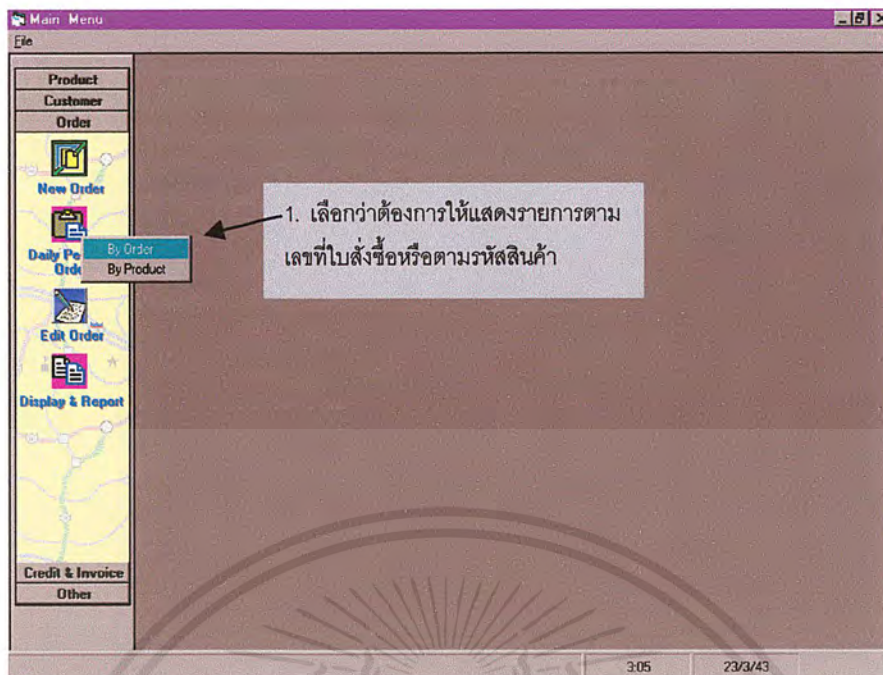 Main Menu
File
Product
Customer
Order
New Order
Daily Pe
Orde
By Order
By Product
Edit Order
Display & Report
Credit & Invoice
Other
1. เลือกว่าต้องการให้แสดงรายการตาม
เลขที่ใบสั่งซื้อหรือตามรหัสสินค้า
3:05 23/3/43